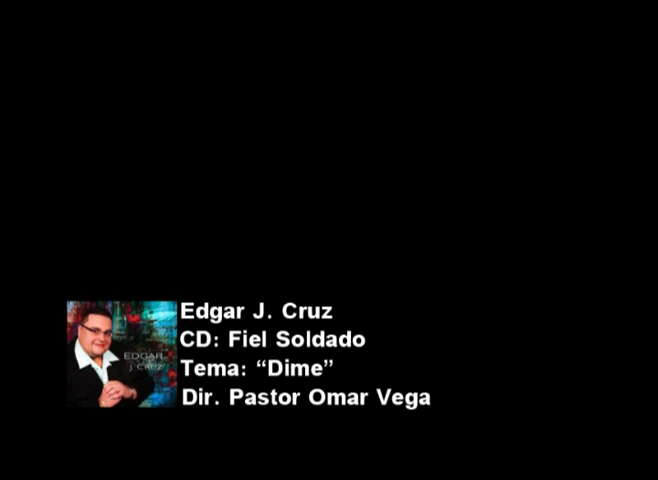 Edgar J. Cruz
CD: Fiel Soldado
Tema: “Dime”
Dir. Pastor Omar Vega
EDGAR
J CRUZ